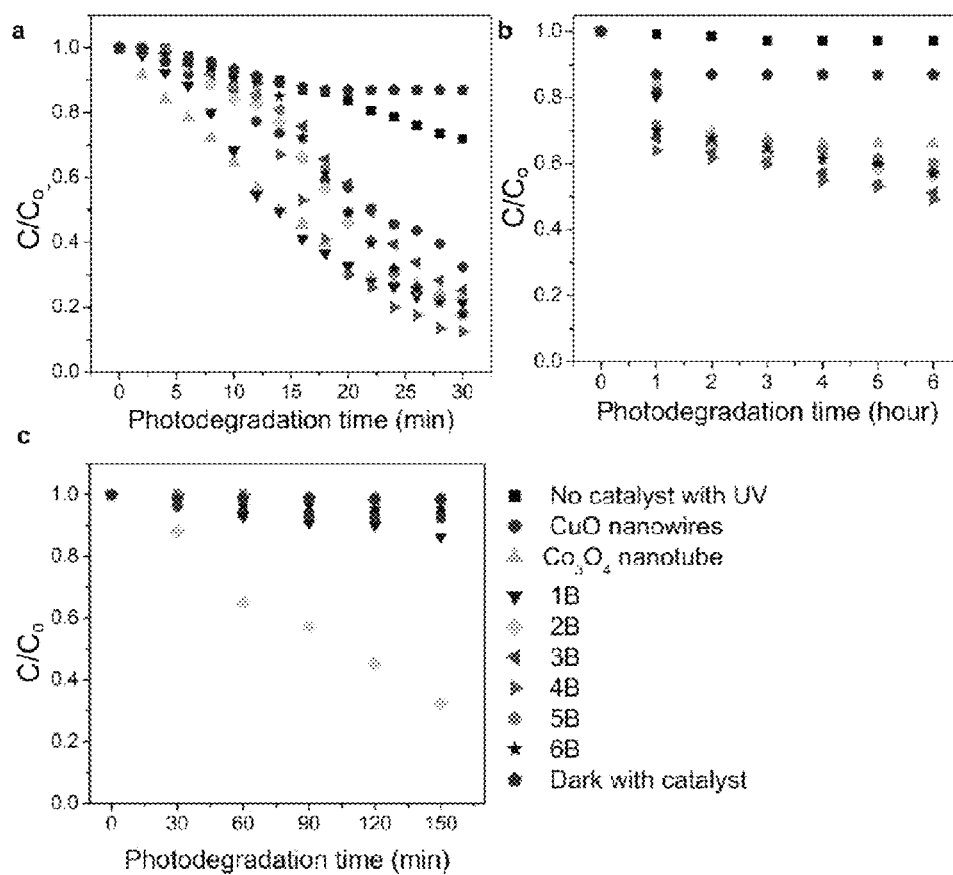 a
1.0
0.8
0.6
0.4
0.2
0.0
C/Co,
0 5 10 15 20 25 30
Photodegradation time (min)
b
1.0
0.8
0.6
0.4
0.2
0.0
C/Co
0 1 2 3 4 5 6
Photodegradation time (hour)
c
1.0
0.8
0.6
0.4
0.2
0.0
C/C0
0 30 60 90 120 150
Photodegradation time (min)
No catalyst with UV
CuO nanowires
Co3O4 nanotube
1B
2B
3B
4B
5B
6B
Dark with catalyst